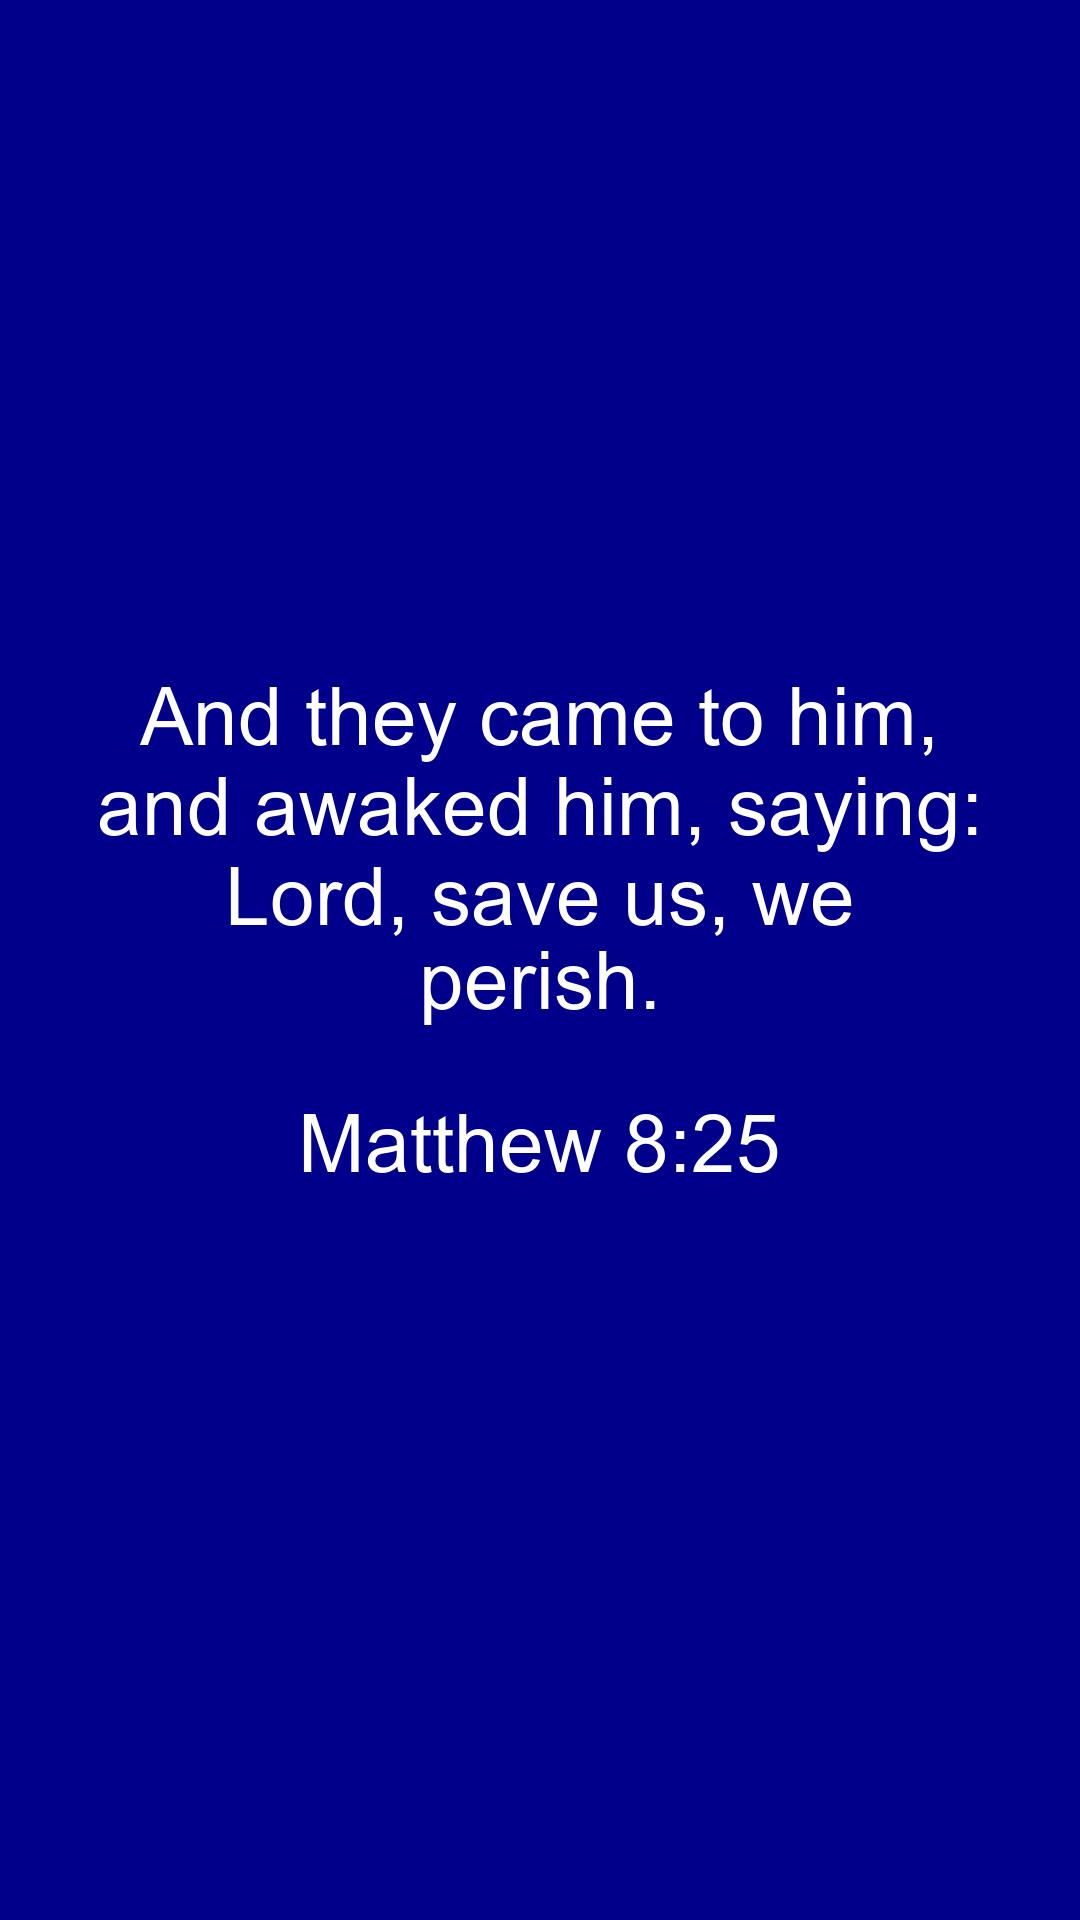 And they came to him,
and awaked him, saying:
Lord, save us, we
perish.
Matthew 8:25